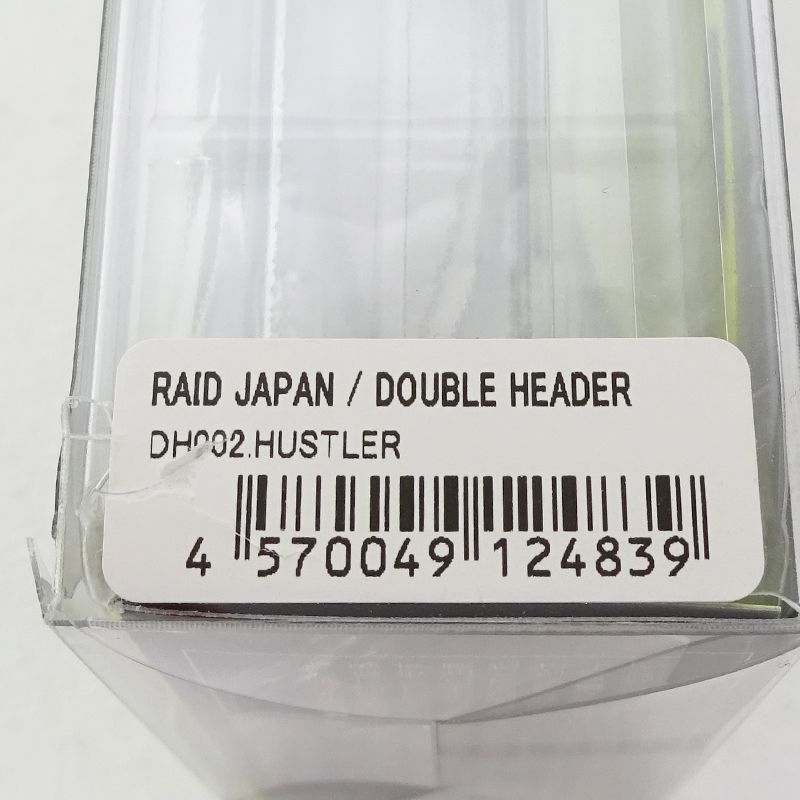 RAID JAPAN / DOUBLE HEADER
DH002.HUSTLER
4 570049 124839